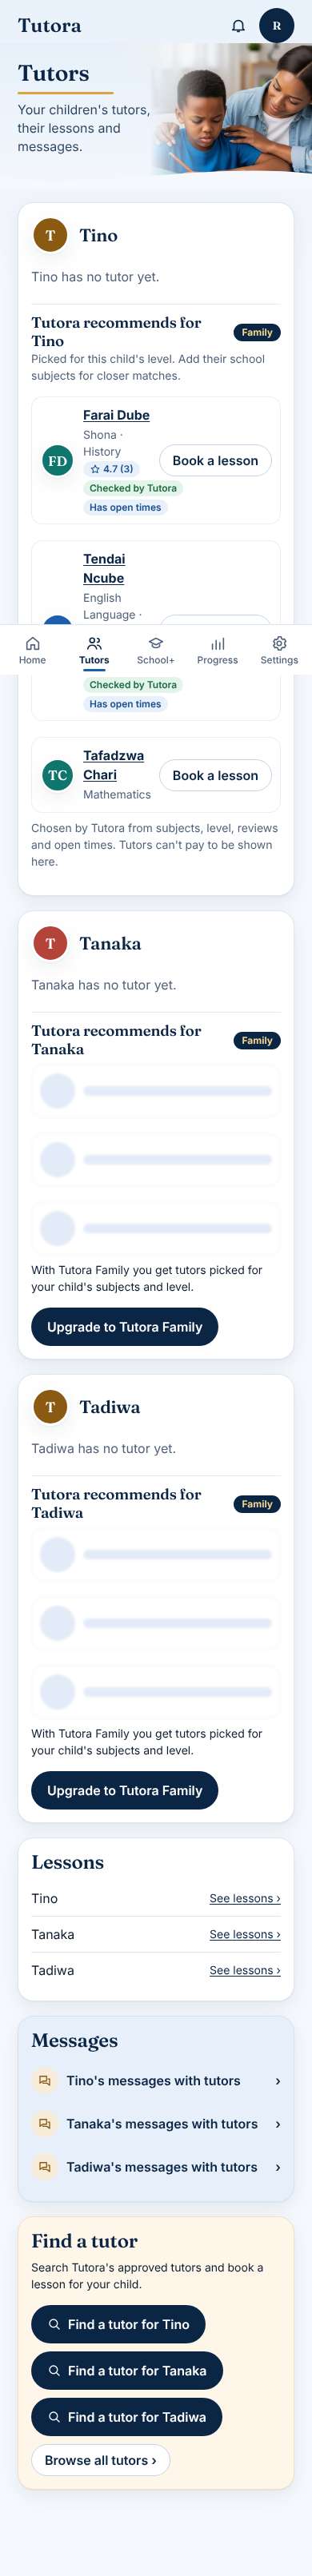 Tutora
R
Tutors
Your children's tutors,
their lessons and
messages.
T
Tino
Tino has no tutor yet.
Tutora recommends for
Tino
Family
Picked for this child's level. Add their school
subjects for closer matches.
FD
Farai Dube
Shona ·
History
4.7 (3)
Checked by Tutora
Has open times
Book a lesson
Tendai
Ncube
English
Language ·
Home
Tutors
School+
Progress
Settings
Checked by Tutora
Has open times
TC
Tafadzwa
Chari
Mathematics
Book a lesson
Chosen by Tutora from subjects, level, reviews
and open times. Tutors can't pay to be shown
here.
T
Tanaka
Tanaka has no tutor yet.
Tutora recommends for
Tanaka
Family
With Tutora Family you get tutors picked for
your child's subjects and level.
Upgrade to Tutora Family
T
Tadiwa
Tadiwa has no tutor yet.
Tutora recommends for
Tadiwa
Family
With Tutora Family you get tutors picked for
your child's subjects and level.
Upgrade to Tutora Family
Lessons
Tino
See lessons ›
Tanaka
See lessons ›
Tadiwa
See lessons ›
Messages
Tino's messages with tutors ›
Tanaka's messages with tutors ›
Tadiwa's messages with tutors ›
Find a tutor
Search Tutora's approved tutors and book a
lesson for your child.
Find a tutor for Tino
Find a tutor for Tanaka
Find a tutor for Tadiwa
Browse all tutors ›